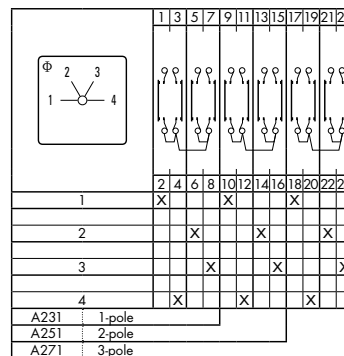 1 3 5 7 9 11 13 15 17 19 21
Φ
2 3
1 4
2 4 6 8 10 12 14 16 18 20 22
1 X X X
2 X X X
3 X X
4 X X X
A231 1-pole
A251 2-pole
A271 3-pole